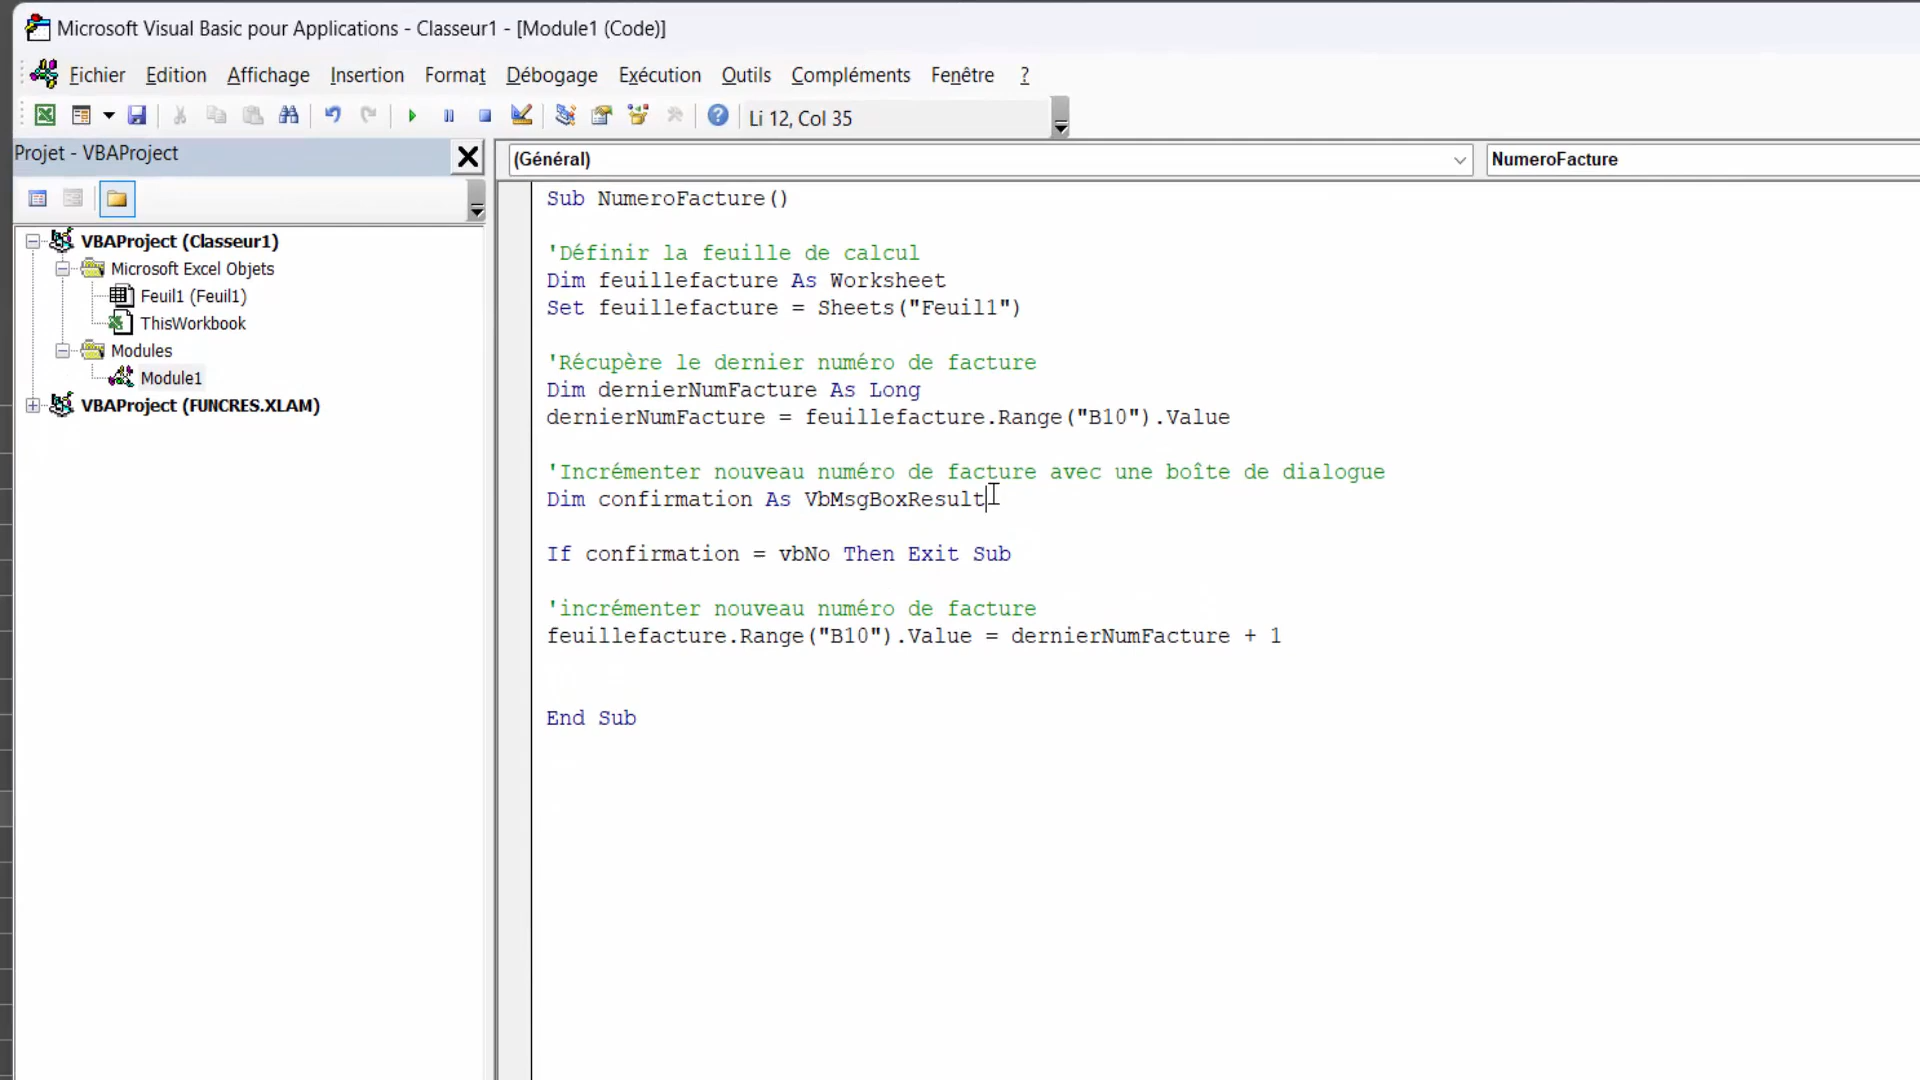 Microsoft Visual Basic pour Applications - Classeur1 - [Module1 (Code)]
Fichier Edition Affichage Insertion Format Débogage Exécution Outils Compléments Fenêtre ?
Li 12, Col 35
Projet - VBAProject
(Général)
NumeroFacture
VBAProject (Classeur1)
Microsoft Excel Objets
Feuil1 (Feuil1)
ThisWorkbook
Modules
Module1
VBAProject (FUNCRES.XLAM)
Sub NumeroFacture()
'Définir la feuille de calcul
Dim feuillefacture As Worksheet
Set feuillefacture = Sheets("Feuil1")
'Récupère le dernier numéro de facture
Dim dernierNumFacture As Long
dernierNumFacture = feuillefacture.Range("B10").Value
'Incrémenter nouveau numéro de facture avec une boîte de dialogue
Dim confirmation As VbMsgBoxResult
If confirmation = vbNo Then Exit Sub
'incrémenter nouveau numéro de facture
feuillefacture.Range("B10").Value = dernierNumFacture + 1
End Sub